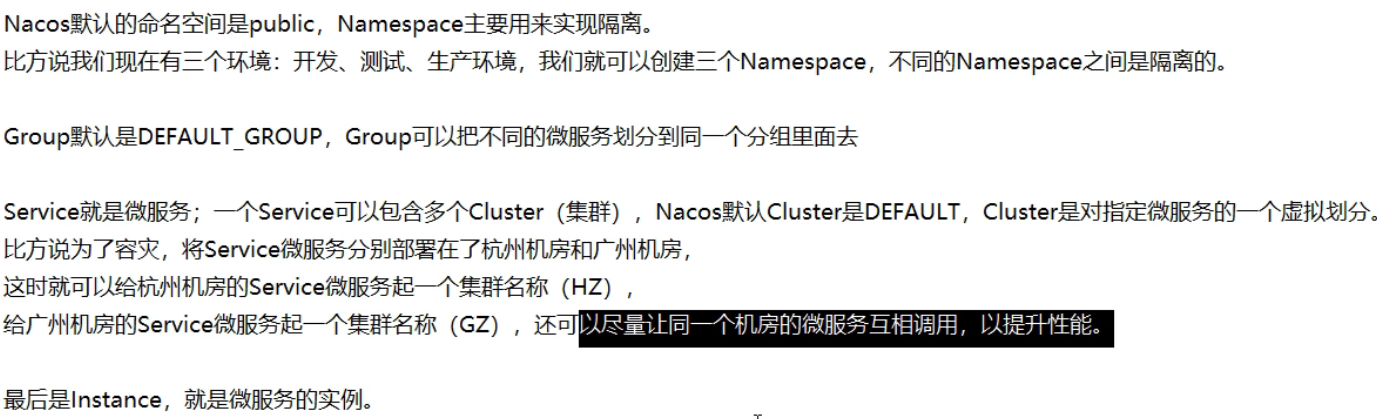 Nacos默认的命名空间是public，Namespace主要用来实现隔离。
比方说我们现在有三个环境：开发、测试、生产环境，我们就可以创建三个Namespace，不同的Namespace之间是隔离的。
Group默认是DEFAULT_GROUP，Group可以把不同的微服务划分到同一个分组里面去
Service就是微服务；一个Service可以包含多个Cluster（集群），Nacos默认Cluster是DEFAULT，Cluster是对指定微服务的一个虚拟划分。
比方说为了容灾，将Service微服务分别部署在了杭州机房和广州机房，
这时就可以给杭州机房的Service微服务起一个集群名称（HZ），
给广州机房的Service微服务起一个集群名称（GZ），还可以尽量让同一个机房的微服务互相调用，以提升性能。
最后是Instance，就是微服务的实例。